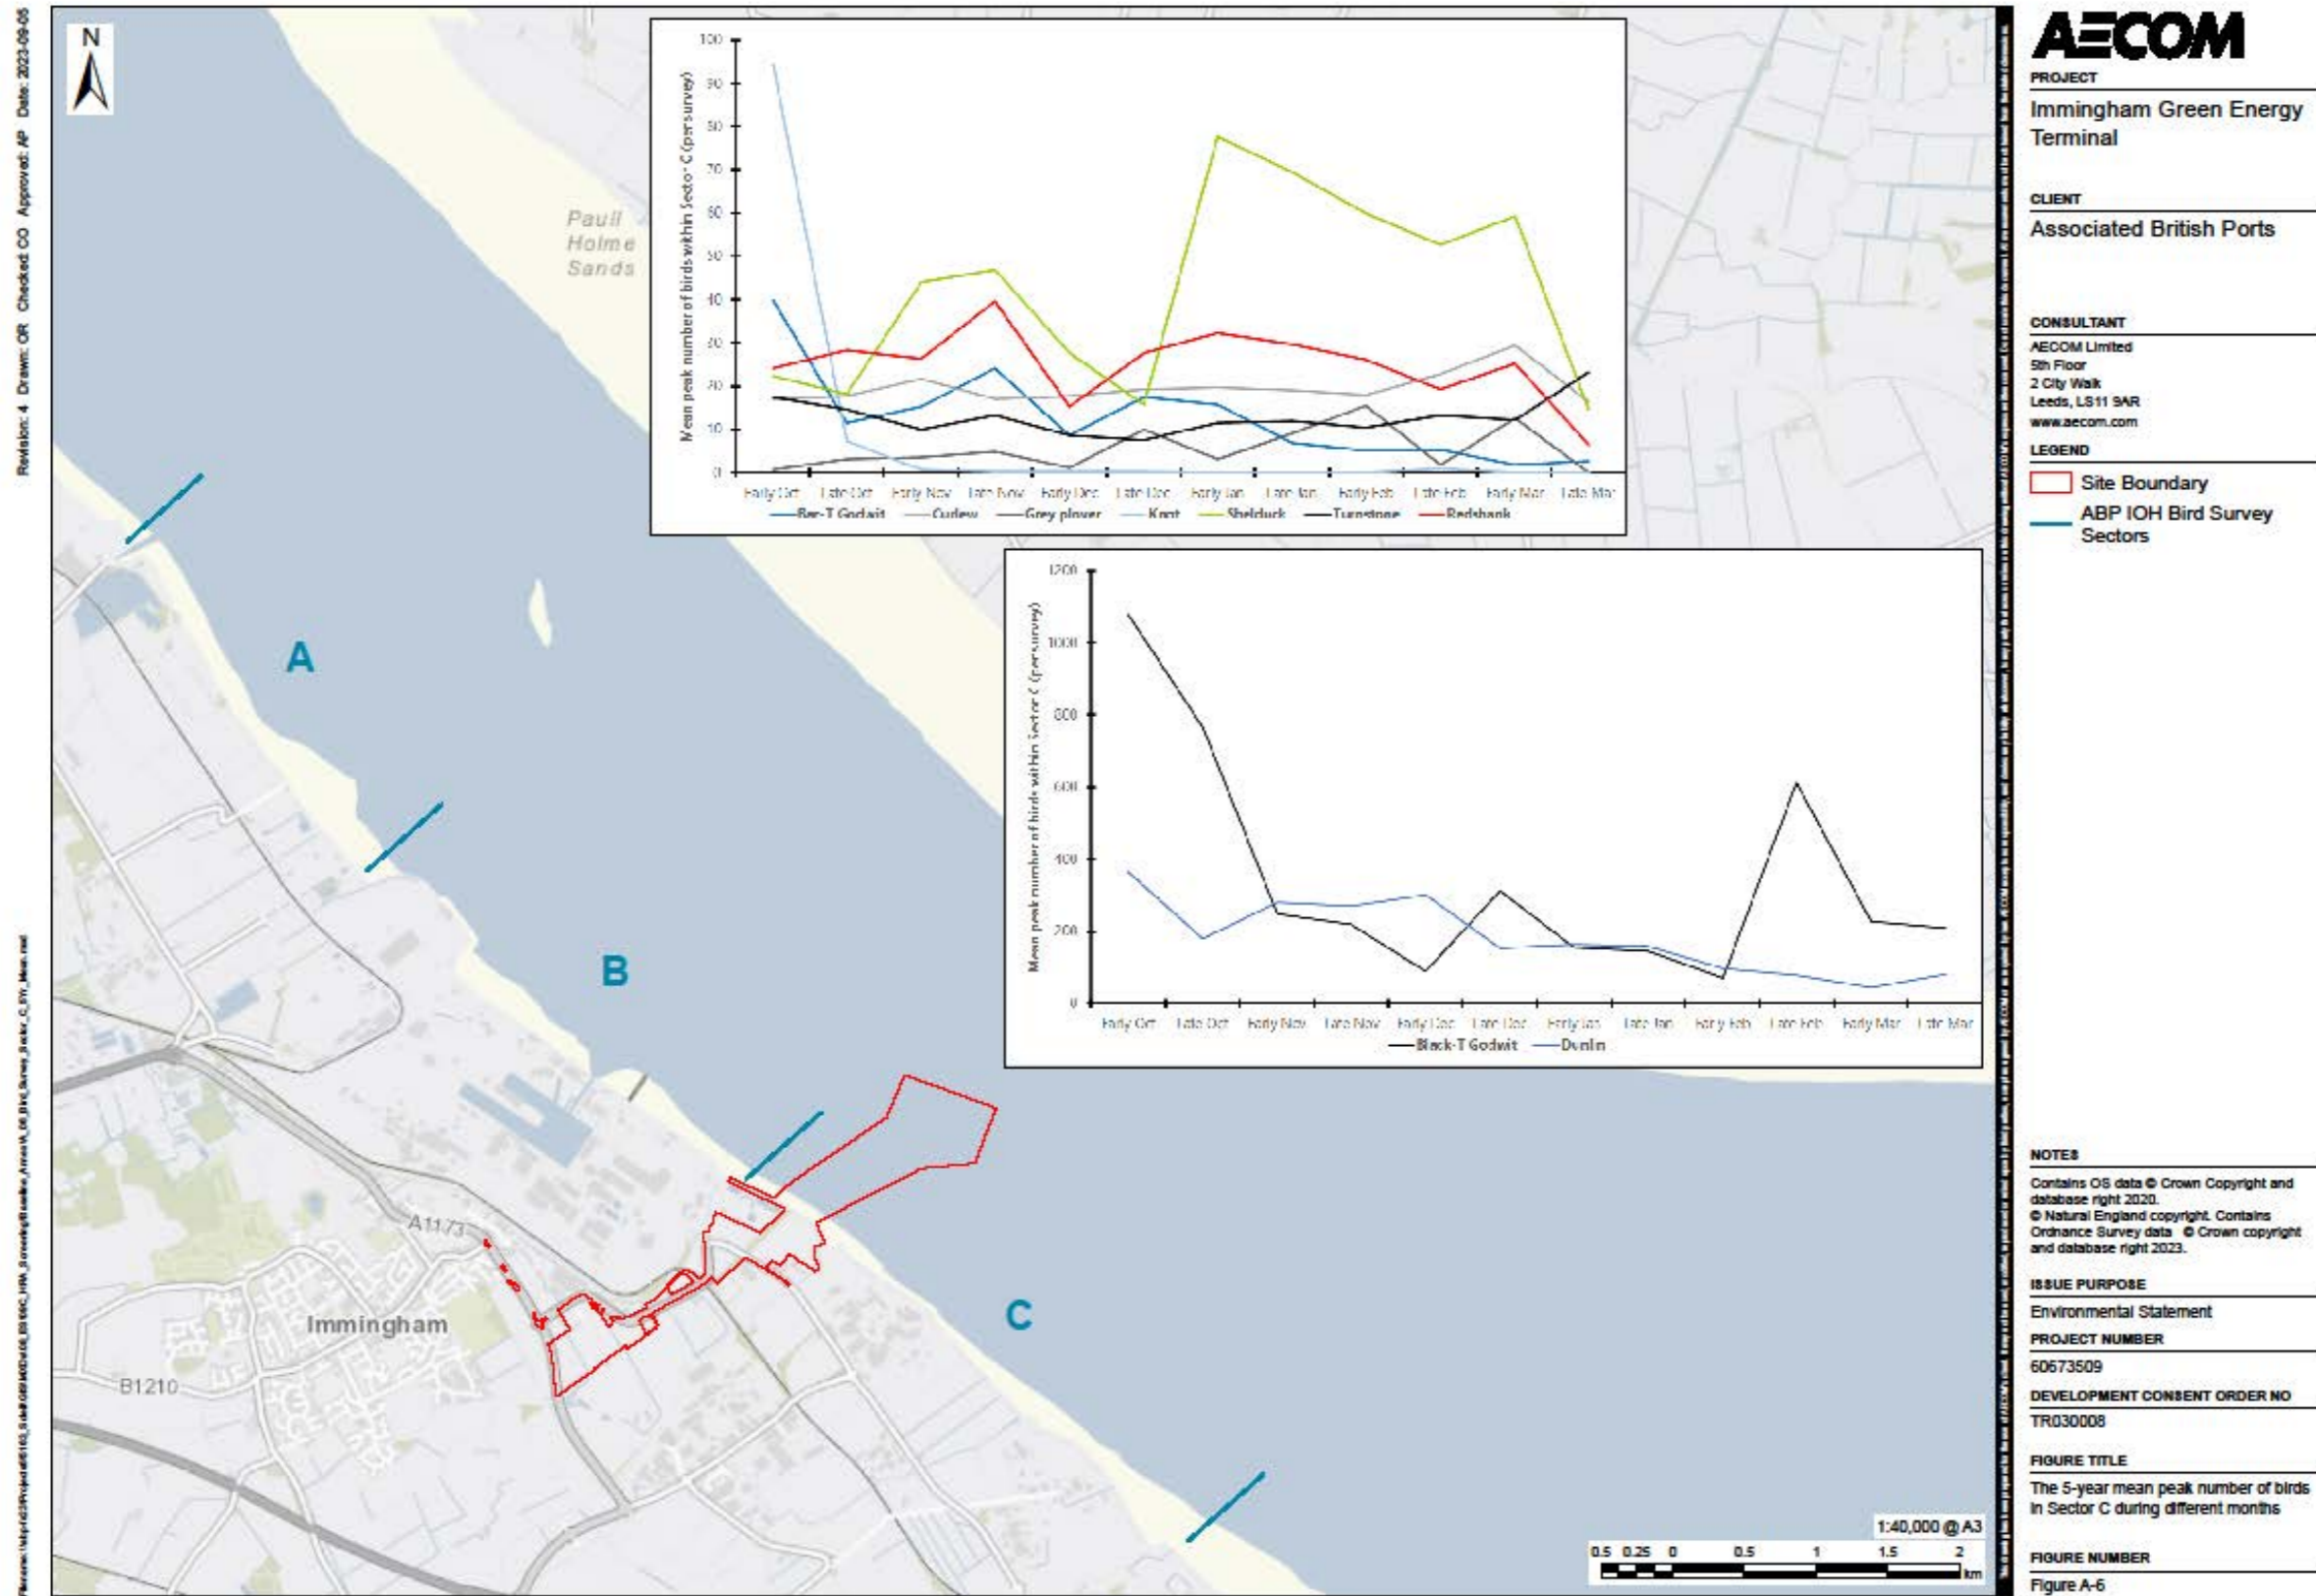 Revision: 4 Drawn: OR Checked: CO Approved: AP Date: 2023-09-05
N
Paull
Holme
Sands
A
B
C
A1173
Immingham
B1210
Mean peak number of birds within Sector C (per survey)
100
90
80
70
60
50
40
30
20
10
0
Early Oct Late Oct Early Nov Late Nov Early Dec Late Dec Early Jan Late Jan Early Feb Late Feb Early Mar Late Mar
Bar-T Godwit Curlew Grey plover Knot Shelduck Turnstone Redshank
Mean peak number of birds within Sector C (per survey)
1200
1000
800
600
400
200
0
Early Oct Late Oct Early Nov Late Nov Early Dec Late Dec Early Jan Late Jan Early Feb Late Feb Early Mar Late Mar
Black-T Godwit Dunlin
1:40,000 @ A3
0.5 0.25 0 0.5 1 1.5 2
km
AECOM
PROJECT
Immingham Green Energy
Terminal
CLIENT
Associated British Ports
CONSULTANT
AECOM Limited
5th Floor
2 City Walk
Leeds, LS11 9AR
www.aecom.com
LEGEND
Site Boundary
ABP IOH Bird Survey
Sectors
NOTES
Contains OS data © Crown Copyright and
database right 2020.
© Natural England copyright. Contains
Ordnance Survey data © Crown copyright
and database right 2023.
ISSUE PURPOSE
Environmental Statement
PROJECT NUMBER
60673509
DEVELOPMENT CONSENT ORDER NO
TR030008
FIGURE TITLE
The 5-year mean peak number of birds
in Sector C during different months
FIGURE NUMBER
Figure A-6